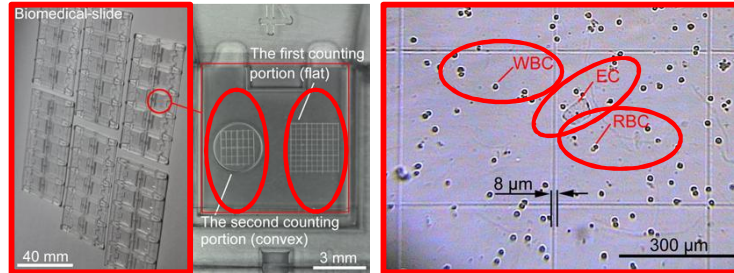 Biomedical-slide
40 mm
The first counting
portion (flat)
The second counting
portion (convex)
3 mm
WBC
EC
RBC
8 µm
300 µm